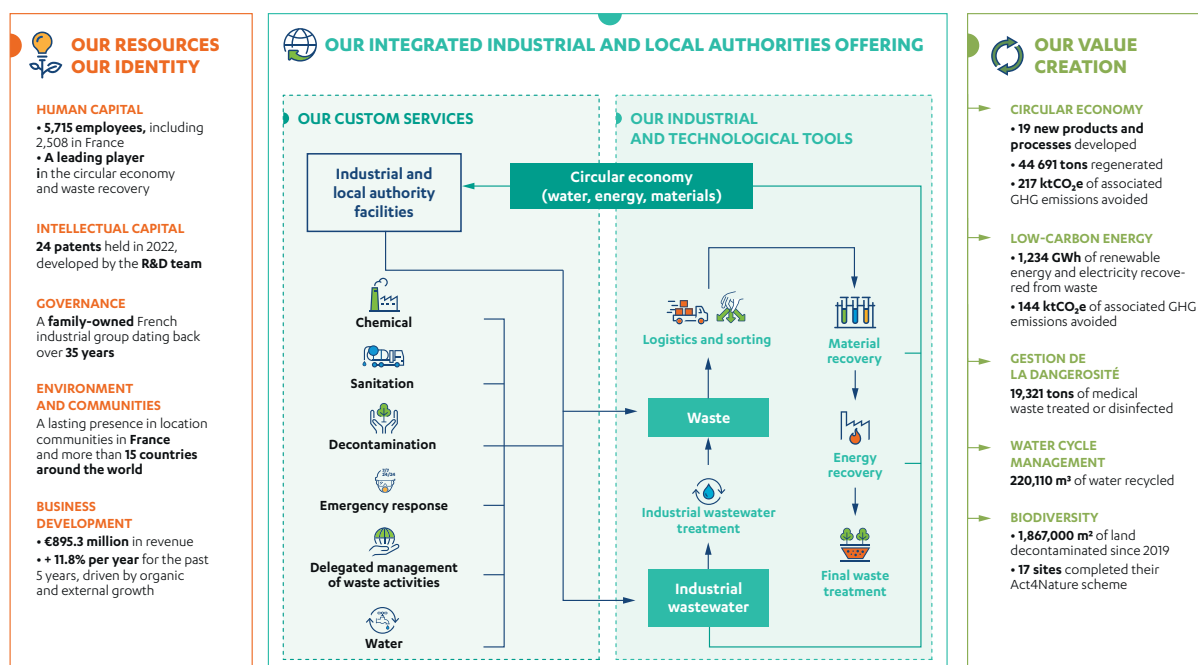 OUR RESOURCES
OUR IDENTITY
HUMAN CAPITAL
• 5,715 employees, including
2,508 in France
• A leading player
in the circular economy
and waste recovery
INTELLECTUAL CAPITAL
24 patents held in 2022,
developed by the R&D team
GOVERNANCE
A family-owned French
industrial group dating back
over 35 years
ENVIRONMENT
AND COMMUNITIES
A lasting presence in location
communities in France
and more than 15 countries
around the world
BUSINESS
DEVELOPMENT
• €895.3 million in revenue
• + 11.8% per year for the past
5 years, driven by organic
and external growth
OUR INTEGRATED INDUSTRIAL AND LOCAL AUTHORITIES OFFERING
OUR CUSTOM SERVICES
Industrial and
local authority
facilities
Chemical
Sanitation
Decontamination
Emergency response
Delegated management
of waste activities
Water
OUR INDUSTRIAL
AND TECHNOLOGICAL TOOLS
Circular economy
(water, energy, materials)
Logistics and sorting
Material
recovery
Waste
Energy
recovery
Industrial wastewater
treatment
Final waste
treatment
Industrial
wastewater
OUR VALUE
CREATION
CIRCULAR ECONOMY
• 19 new products and
processes developed
• 44 691 tons regenerated
• 217 ktCO₂e of associated
GHG emissions avoided
LOW-CARBON ENERGY
• 1,234 GWh of renewable
energy and electricity recove-
red from waste
• 144 ktCO₂e of associated GHG
emissions avoided
GESTION DE
LA DANGEROSITÉ
19,321 tons of medical
waste treated or disinfected
WATER CYCLE
MANAGEMENT
220,110 m³ of water recycled
BIODIVERSITY
• 1,867,000 m² of land
decontaminated since 2019
• 17 sites completed their
Act4Nature scheme